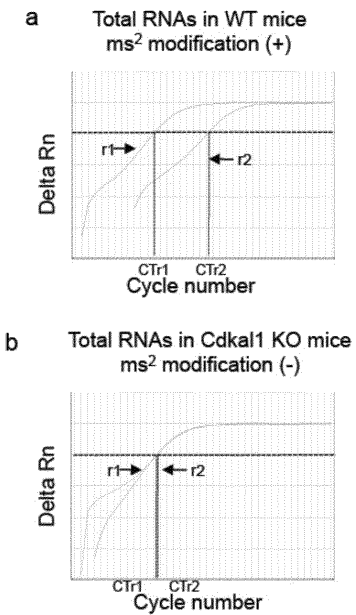 a
Total RNAs in WT mice
ms² modification (+)
Delta Rn
r1
r2
CTr1 CTr2
Cycle number
b
Total RNAs in Cdkal1 KO mice
ms² modification (-)
Delta Rn
r1 r2
CTr1 CTr2
Cycle number